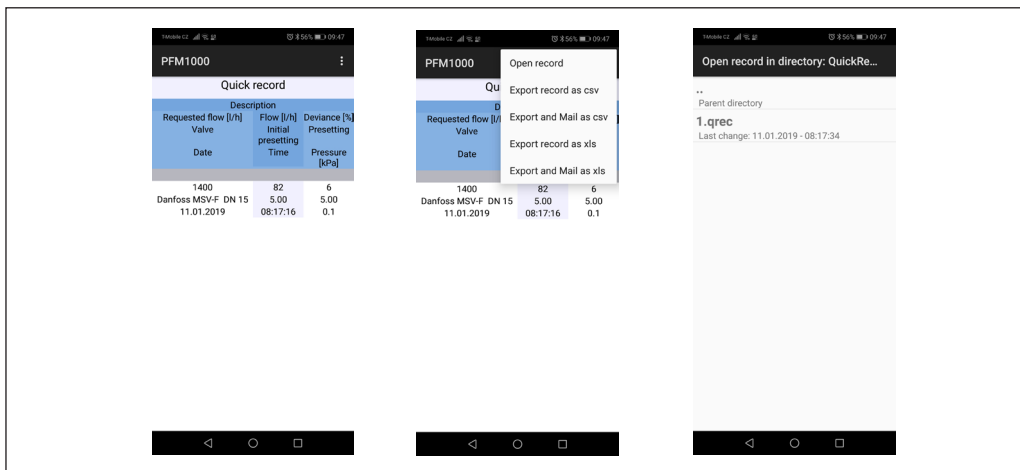 T-Mobile CZ 56% 09:47
PFM1000
Quick record
Description
Requested flow [l/h] Flow [l/h] Deviance [%]
Valve Initial presetting Presetting
Date Time Pressure [kPa]
1400 82 6
Danfoss MSV-F DN 15 5.00 5.00
11.01.2019 08:17:16 0.1
T-Mobile CZ 56% 09:47
PFM1000
Open record
Export record as csv
Export and Mail as csv
Export record as xls
Export and Mail as xls
Qu
D
Requested flow [l/
Valve
Date
1400 82 6
Danfoss MSV-F DN 15 5.00 5.00
11.01.2019 08:17:16 0.1
T-Mobile CZ 56% 09:47
Open record in directory: QuickRe...
..
Parent directory
1.qrec
Last change: 11.01.2019 - 08:17:34